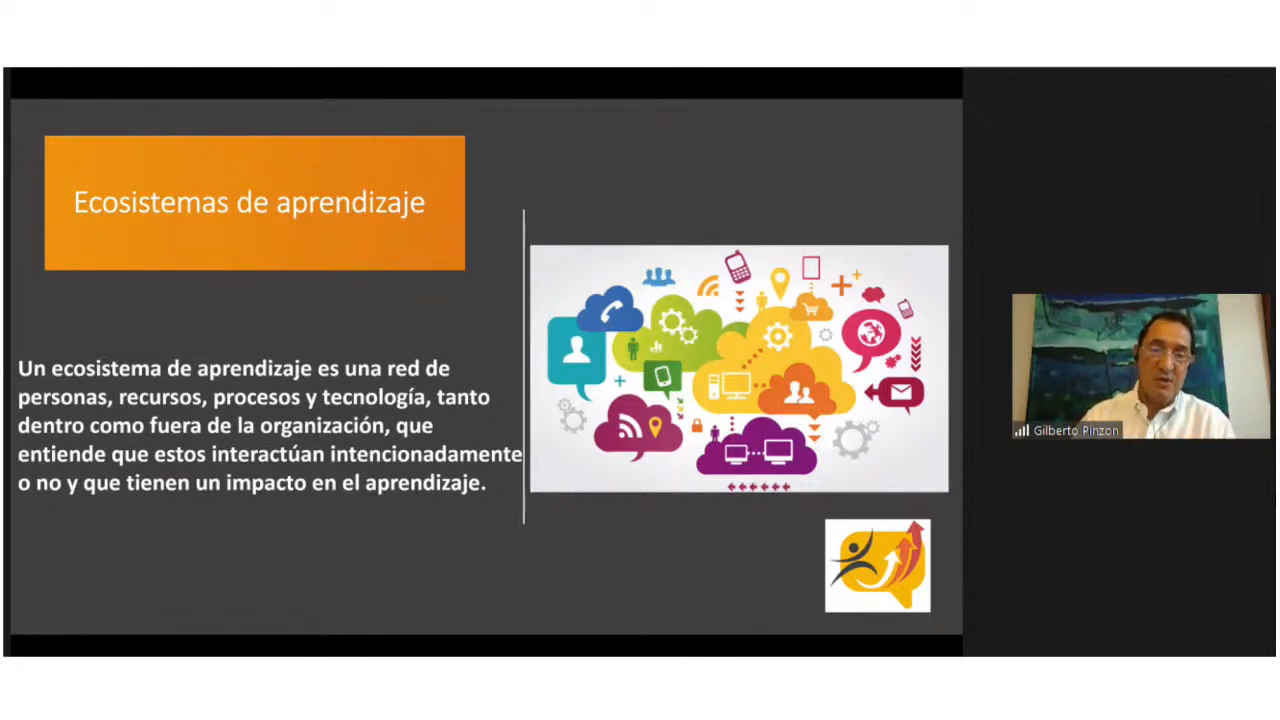 Ecosistemas de aprendizaje
Un ecosistema de aprendizaje es una red de
personas, recursos, procesos y tecnología, tanto
dentro como fuera de la organización, que
entiende que estos interactúan intencionadamente
o no y que tienen un impacto en el aprendizaje.
Gilberto Pinzon